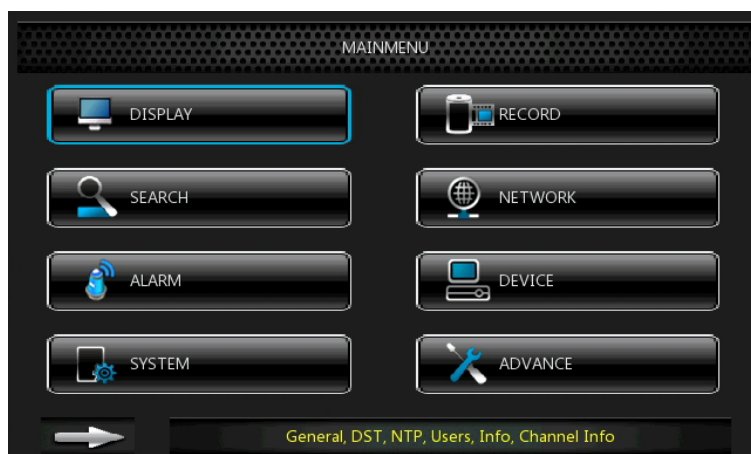 MAINMENU
DISPLAY
RECORD
SEARCH
NETWORK
ALARM
DEVICE
SYSTEM
ADVANCE
General, DST, NTP, Users, Info, Channel Info